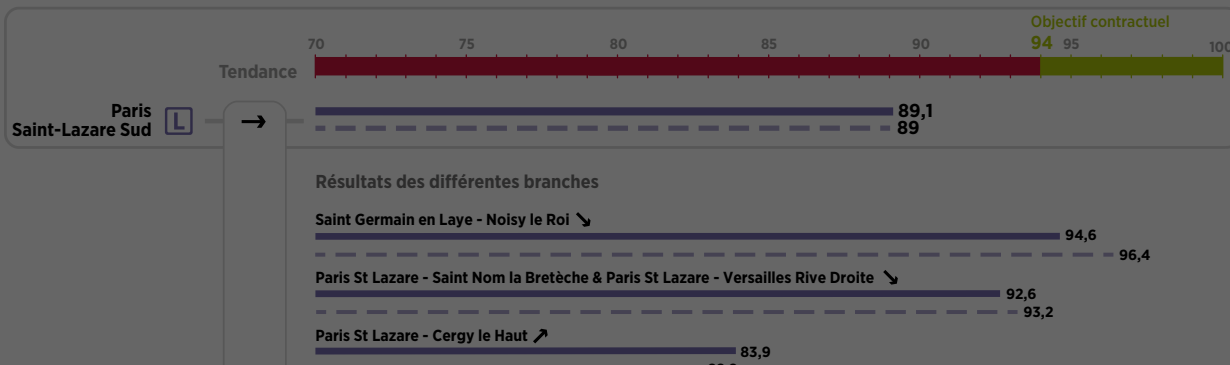 Objectif contractuel
70 75 80 85 90 94 95 100
Tendance
Paris
Saint-Lazare Sud L → 89,1
89
Résultats des différentes branches
Saint Germain en Laye - Noisy le Roi ↘
94,6
96,4
Paris St Lazare - Saint Nom la Bretèche & Paris St Lazare - Versailles Rive Droite ↘
92,6
93,2
Paris St Lazare - Cergy le Haut ↗
83,9